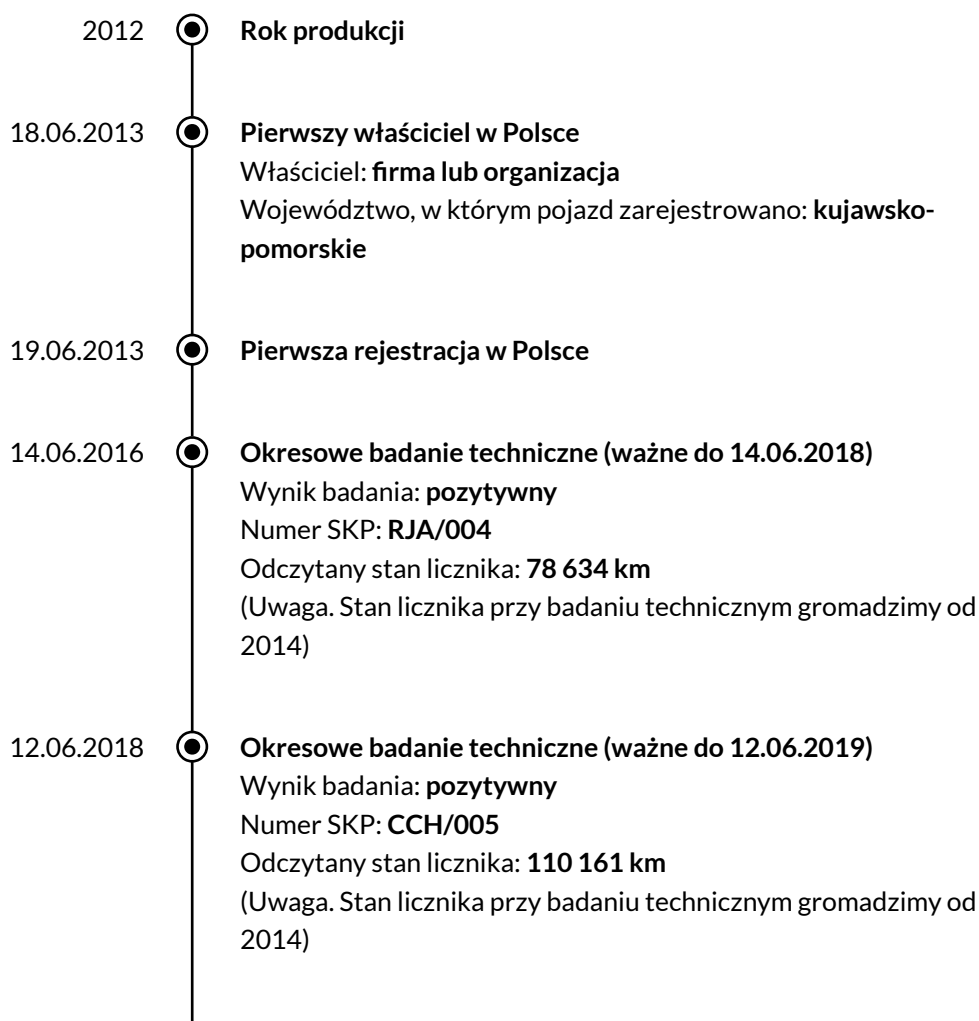 2012 Rok produkcji
18.06.2013 Pierwszy właściciel w Polsce
Właściciel: firma lub organizacja
Województwo, w którym pojazd zarejestrowano: kujawsko-
pomorskie
19.06.2013 Pierwsza rejestracja w Polsce
14.06.2016 Okresowe badanie techniczne (ważne do 14.06.2018)
Wynik badania: pozytywny
Numer SKP: RJA/004
Odczytany stan licznika: 78 634 km
(Uwaga. Stan licznika przy badaniu technicznym gromadzimy od
2014)
12.06.2018 Okresowe badanie techniczne (ważne do 12.06.2019)
Wynik badania: pozytywny
Numer SKP: CCH/005
Odczytany stan licznika: 110 161 km
(Uwaga. Stan licznika przy badaniu technicznym gromadzimy od
2014)